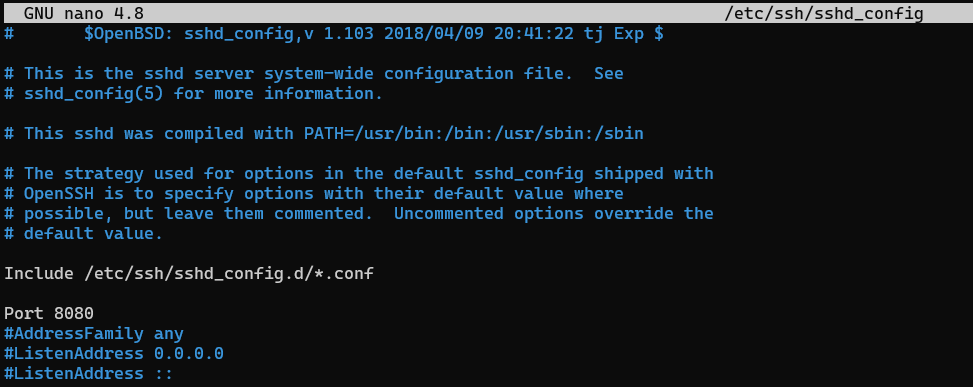 GNU nano 4.8 /etc/ssh/sshd_config
# $OpenBSD: sshd_config,v 1.103 2018/04/09 20:41:22 tj Exp $
# This is the sshd server system-wide configuration file.  See
# sshd_config(5) for more information.
# This sshd was compiled with PATH=/usr/bin:/bin:/usr/sbin:/sbin
# The strategy used for options in the default sshd_config shipped with
# OpenSSH is to specify options with their default value where
# possible, but leave them commented.  Uncommented options override the
# default value.
Include /etc/ssh/sshd_config.d/*.conf
Port 8080
#AddressFamily any
#ListenAddress 0.0.0.0
#ListenAddress ::